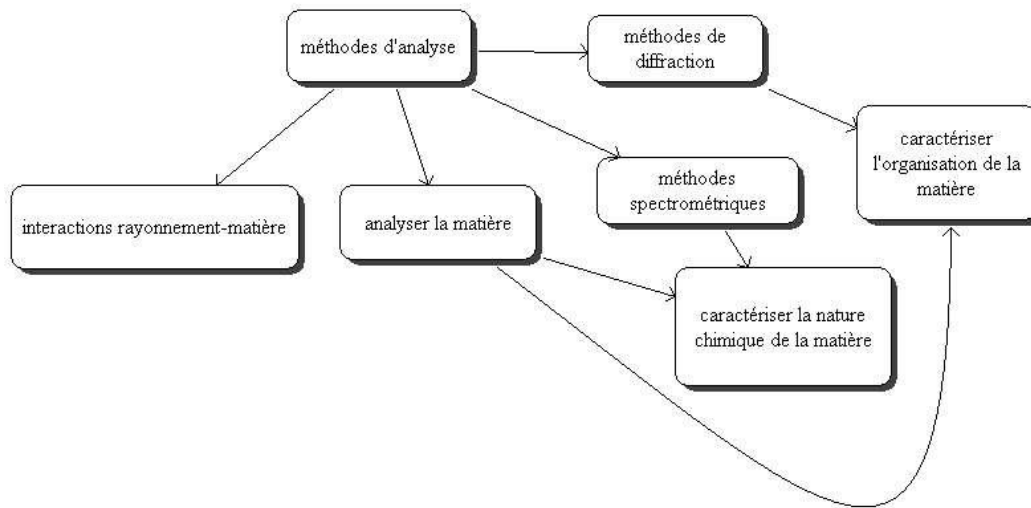 méthodes d'analyse
méthodes de
diffraction
caractériser
l'organisation de la
matière
méthodes
spectrométriques
interactions rayonnement-matière
analyser la matière
caractériser la nature
chimique de la matière